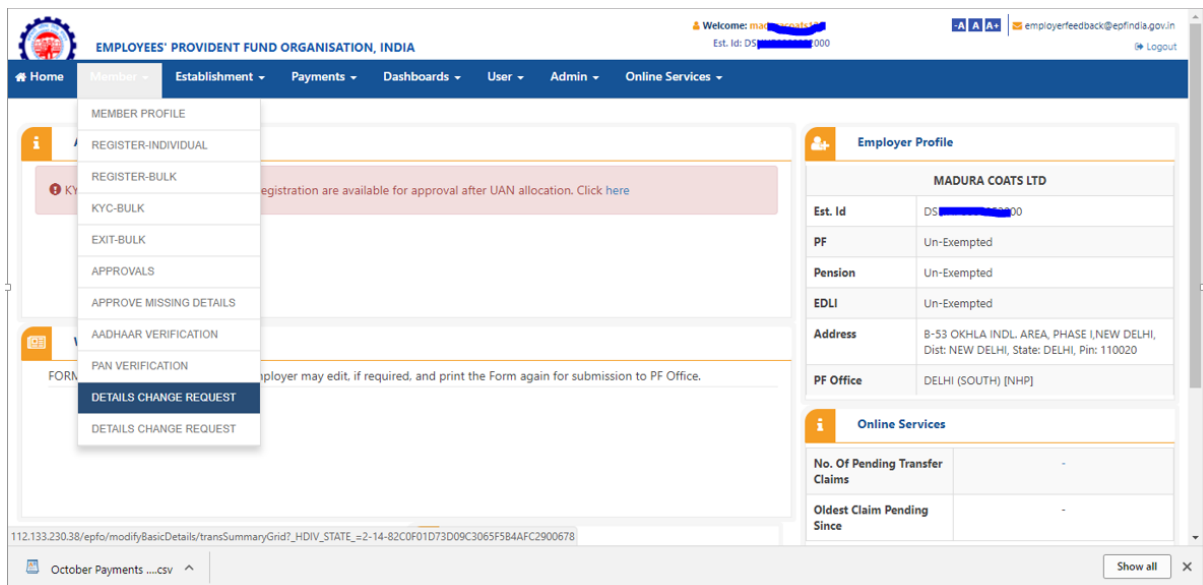 Welcome: mad
-A A A+
employerfeedback@epfindia.gov.in
EMPLOYEES' PROVIDENT FUND ORGANISATION, INDIA
Est. Id: DS 000
Logout
Home Member Establishment Payments Dashboards User Admin Online Services
MEMBER PROFILE
REGISTER-INDIVIDUAL
REGISTER-BULK
KY egistration are available for approval after UAN allocation. Click here
KYC-BULK
EXIT-BULK
APPROVALS
APPROVE MISSING DETAILS
AADHAAR VERIFICATION
PAN VERIFICATION
FORM ployer may edit, if required, and print the Form again for submission to PF Office.
DETAILS CHANGE REQUEST
DETAILS CHANGE REQUEST
Employer Profile
MADURA COATS LTD
Est. Id DS 00
PF Un-Exempted
Pension Un-Exempted
EDLI Un-Exempted
Address B-53 OKHLA INDL. AREA, PHASE I,NEW DELHI,
Dist: NEW DELHI, State: DELHI, Pin: 110020
PF Office DELHI (SOUTH) [NHP]
Online Services
No. Of Pending Transfer -
Claims
Oldest Claim Pending -
Since
112.133.230.38/epfo/modifyBasicDetails/transSummaryGrid?_HDIV_STATE_=2-14-82C0F01D73D09C3065F5B4AFC2900678
October Payments ....csv
Show all